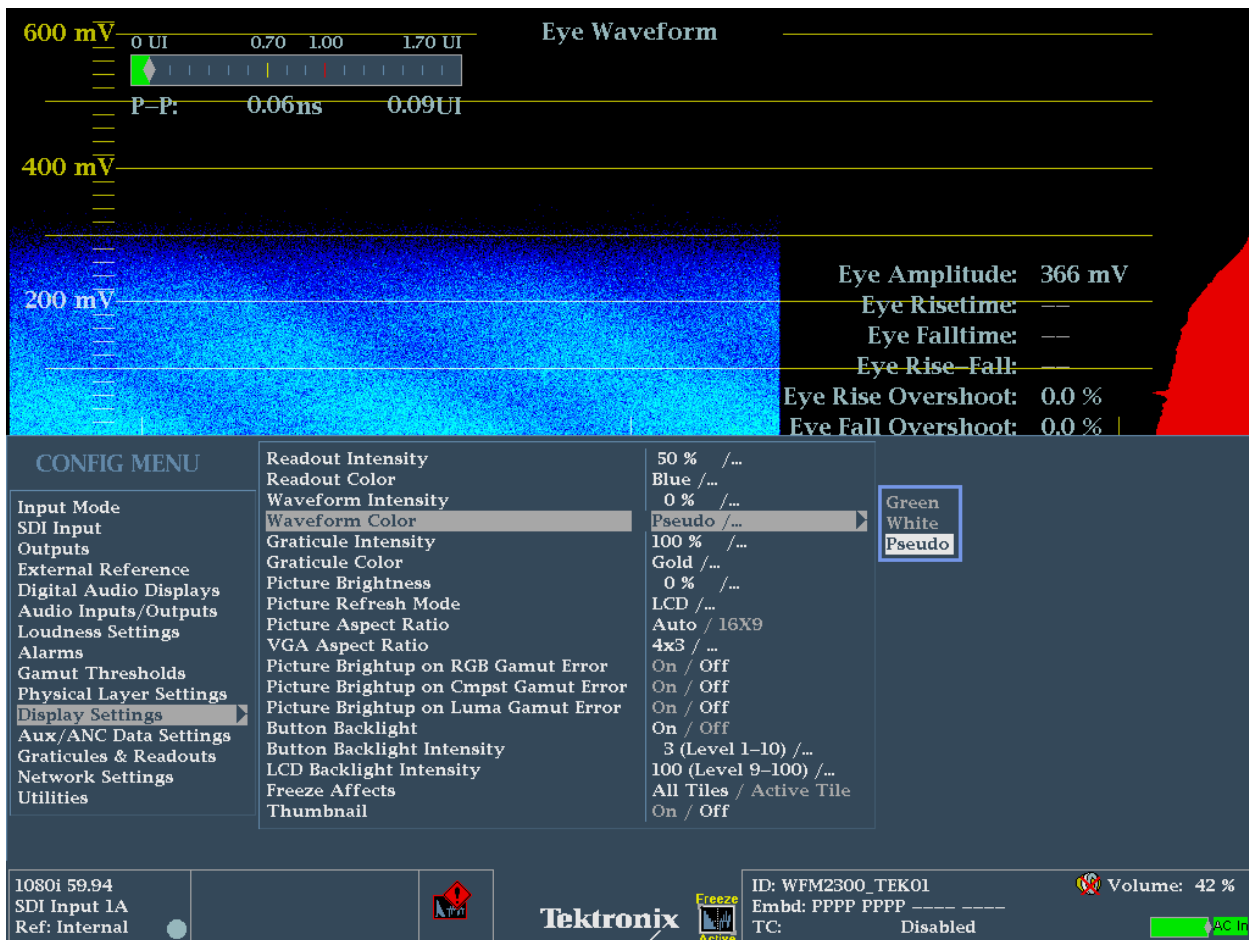 600 mV
Eye Waveform
0 UI 0.70 1.00 1.70 UI
P–P: 0.06ns 0.09UI
400 mV
200 mV
Eye Amplitude: 366 mV
Eye Risetime: ––
Eye Falltime: ––
Eye Rise–Fall: ––
Eye Rise Overshoot: 0.0 %
Eye Fall Overshoot: 0.0 %
CONFIG MENU
Input Mode
SDI Input
Outputs
External Reference
Digital Audio Displays
Audio Inputs/Outputs
Loudness Settings
Alarms
Gamut Thresholds
Physical Layer Settings
Display Settings
Aux/ANC Data Settings
Graticules & Readouts
Network Settings
Utilities
Readout Intensity 50 % /...
Readout Color Blue /...
Waveform Intensity 0 % /...
Waveform Color Pseudo /...
Graticule Intensity 100 % /...
Graticule Color Gold /...
Picture Brightness 0 % /...
Picture Refresh Mode LCD /...
Picture Aspect Ratio Auto / 16X9
VGA Aspect Ratio 4x3 / ...
Picture Brightup on RGB Gamut Error On / Off
Picture Brightup on Cmpst Gamut Error On / Off
Picture Brightup on Luma Gamut Error On / Off
Button Backlight On / Off
Button Backlight Intensity 3 (Level 1–10) /...
LCD Backlight Intensity 100 (Level 9–100) /...
Freeze Affects All Tiles / Active Tile
Thumbnail On / Off
Green
White
Pseudo
1080i 59.94
SDI Input 1A
Ref: Internal
Tektronix
Freeze
Active
ID: WFM2300_TEK01
Embd: PPPP PPPP –––– ––––
TC: Disabled
Volume: 42 %
AC In